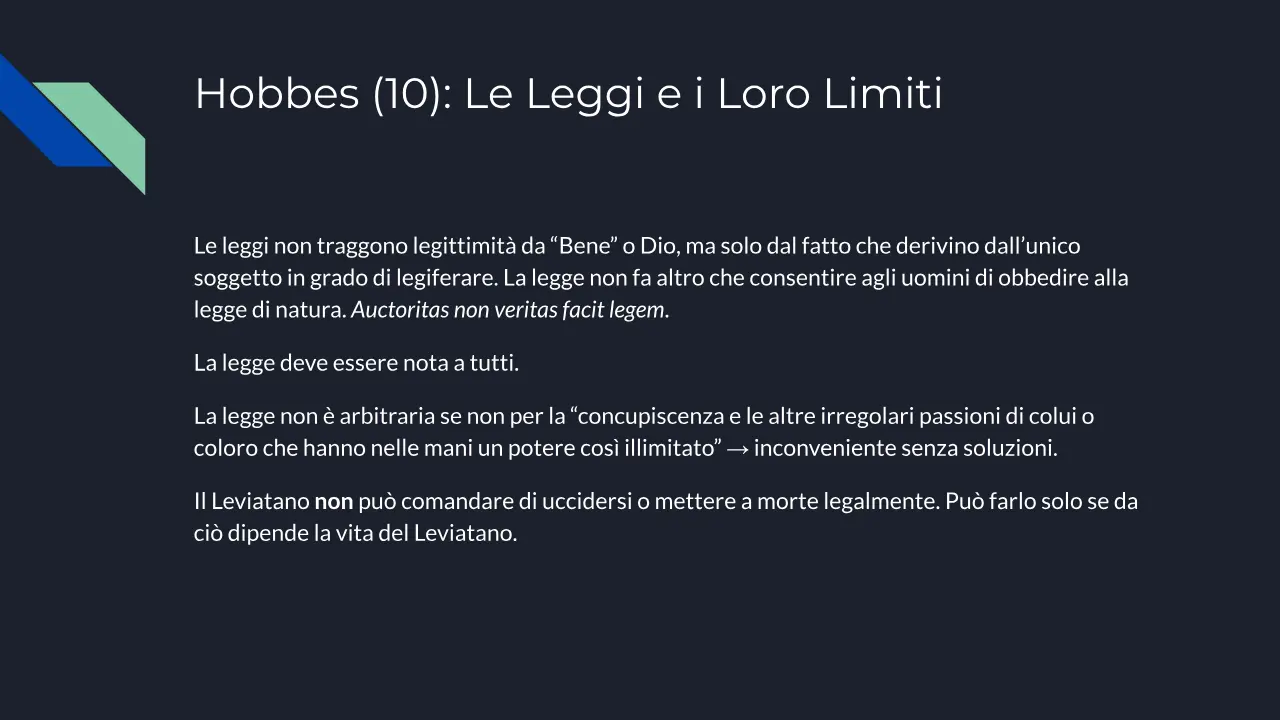 Hobbes (10): Le Leggi e i Loro Limiti
Le leggi non traggono legittimità da “Bene” o Dio, ma solo dal fatto che derivino dall’unico
soggetto in grado di legiferare. La legge non fa altro che consentire agli uomini di obbedire alla
legge di natura. Auctoritas non veritas facit legem.
La legge deve essere nota a tutti.
La legge non è arbitraria se non per la “concupiscenza e le altre irregolari passioni di colui o
coloro che hanno nelle mani un potere così illimitato” → inconveniente senza soluzioni.
Il Leviatano non può comandare di uccidersi o mettere a morte legalmente. Può farlo solo se da
ciò dipende la vita del Leviatano.